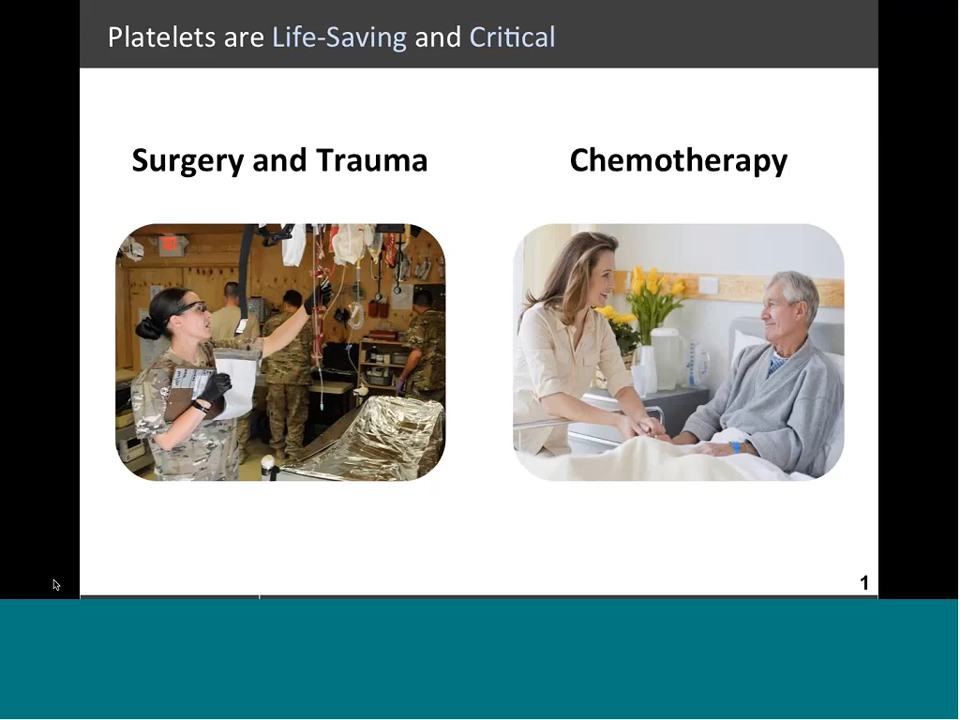 Platelets are Life-Saving and Critical
Surgery and Trauma
Chemotherapy
1